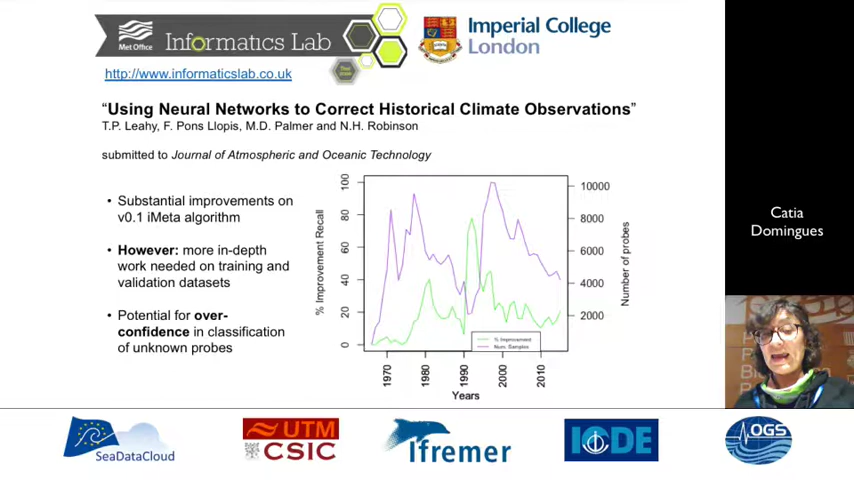 Met Office
Informatics Lab
Imperial College
London
http://www.informaticslab.co.uk
“Using Neural Networks to Correct Historical Climate Observations”
T.P. Leahy, F. Pons Llopis, M.D. Palmer and N.H. Robinson
submitted to Journal of Atmospheric and Oceanic Technology
• Substantial improvements on
v0.1 iMeta algorithm
• However: more in-depth
work needed on training and
validation datasets
• Potential for over-
confidence in classification
of unknown probes
% Improvement Recall
100
80
60
40
20
0
10000
8000
6000
4000
2000
Number of probes
% Improvement
Num. Samples
1970
1980
1990
2000
2010
Years
Catia
Domingues
SeaDataCloud
UTM
CSIC
Ifremer
IODE
OGS